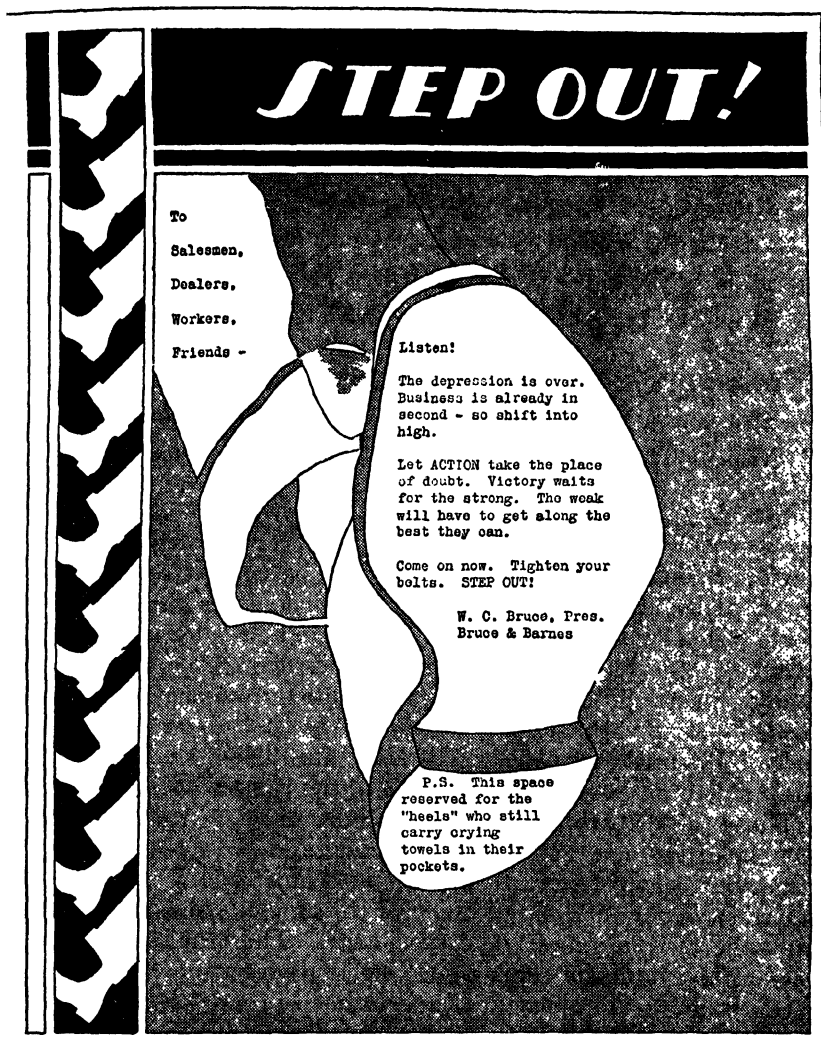 STEP OUT!
To
Salesmen,
Dealers,
Workers,
Friends -
Listen!
The depression is over.
Business is already in
second - so shift into
high.
Let ACTION take the place
of doubt. Victory waits
for the strong. The weak
will have to get along the
best they can.
Come on now. Tighten your
belts. STEP OUT!
W. C. Bruce, Pres.
Bruce & Barnes
P.S. This space
reserved for the
"heels" who still
carry crying
towels in their
pockets.